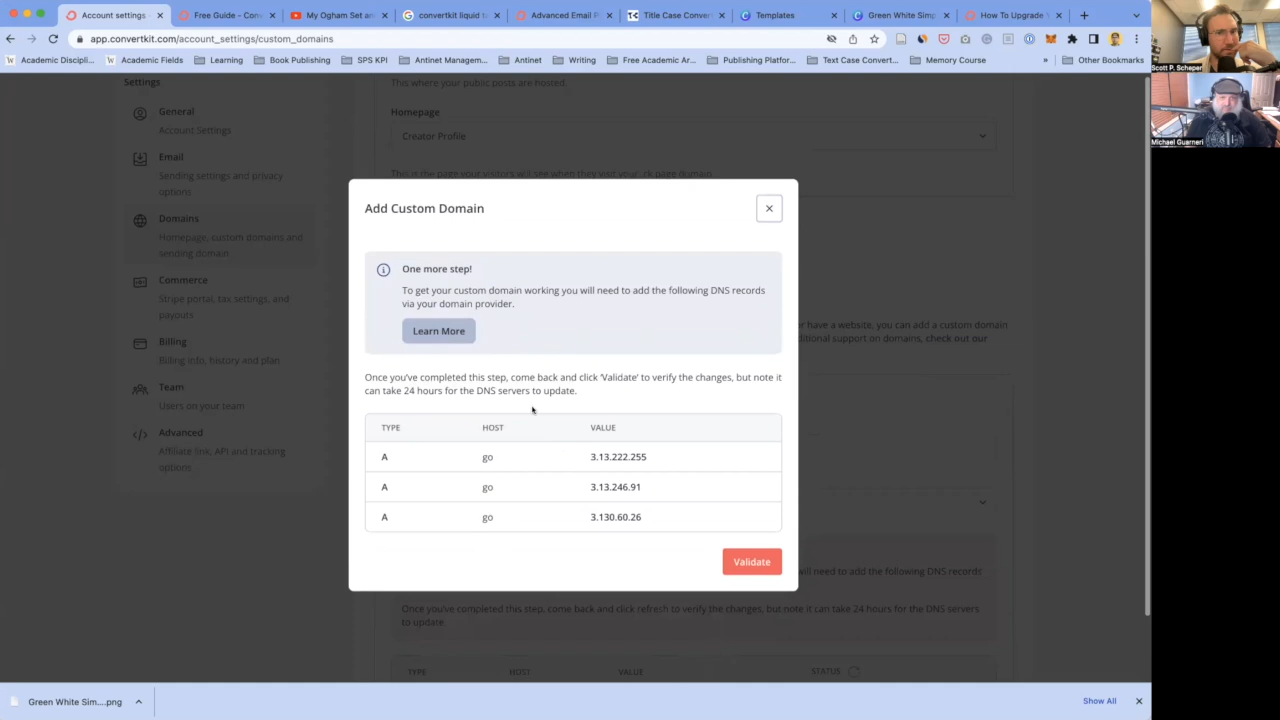 Account settings
Free Guide - Conv
My Ogham Set an
convertkit liquid ta
Advanced Email P
Title Case Conver
Templates
Green White Simp
How To Upgrade Y
app.convertkit.com/account_settings/custom_domains
Academic Discipl...
Academic Fields
Learning
Book Publishing
SPS KPI
Antinet Managem...
Antinet
Writing
Free Academic Ar...
Publishing Platfor...
Text Case Convert...
Memory Course
»
Other Bookmarks
Scott P. Scheper
Michael Guarneri
Settings
General
Account Settings
Email
Sending settings and privacy
options
Domains
Homepage, custom domains and
sending domain
Commerce
Stripe portal, tax settings, and
payouts
Billing
Billing info, history and plan
Team
Users on your team
Advanced
Affiliate link, API and tracking
options
This where your public posts are hosted.
Homepage
Creator Profile
This is the page your visitors will see when they visit your .ck.page domain.
Add Custom Domain
One more step!
To get your custom domain working you will need to add the following DNS records
via your domain provider.
Learn More
Once you've completed this step, come back and click 'Validate' to verify the changes, but note it
can take 24 hours for the DNS servers to update.
TYPE HOST VALUE
A go 3.13.222.255
A go 3.13.246.91
A go 3.130.60.26
Validate
or have a website, you can add a custom domain
ditional support on domains, check out our
will need to add the following DNS records
Once you've completed this step, come back and click refresh to verify the changes, but note it can take 24 hours for the DNS servers
to update.
TYPE HOST VALUE STATUS
Green White Sim....png
Show All